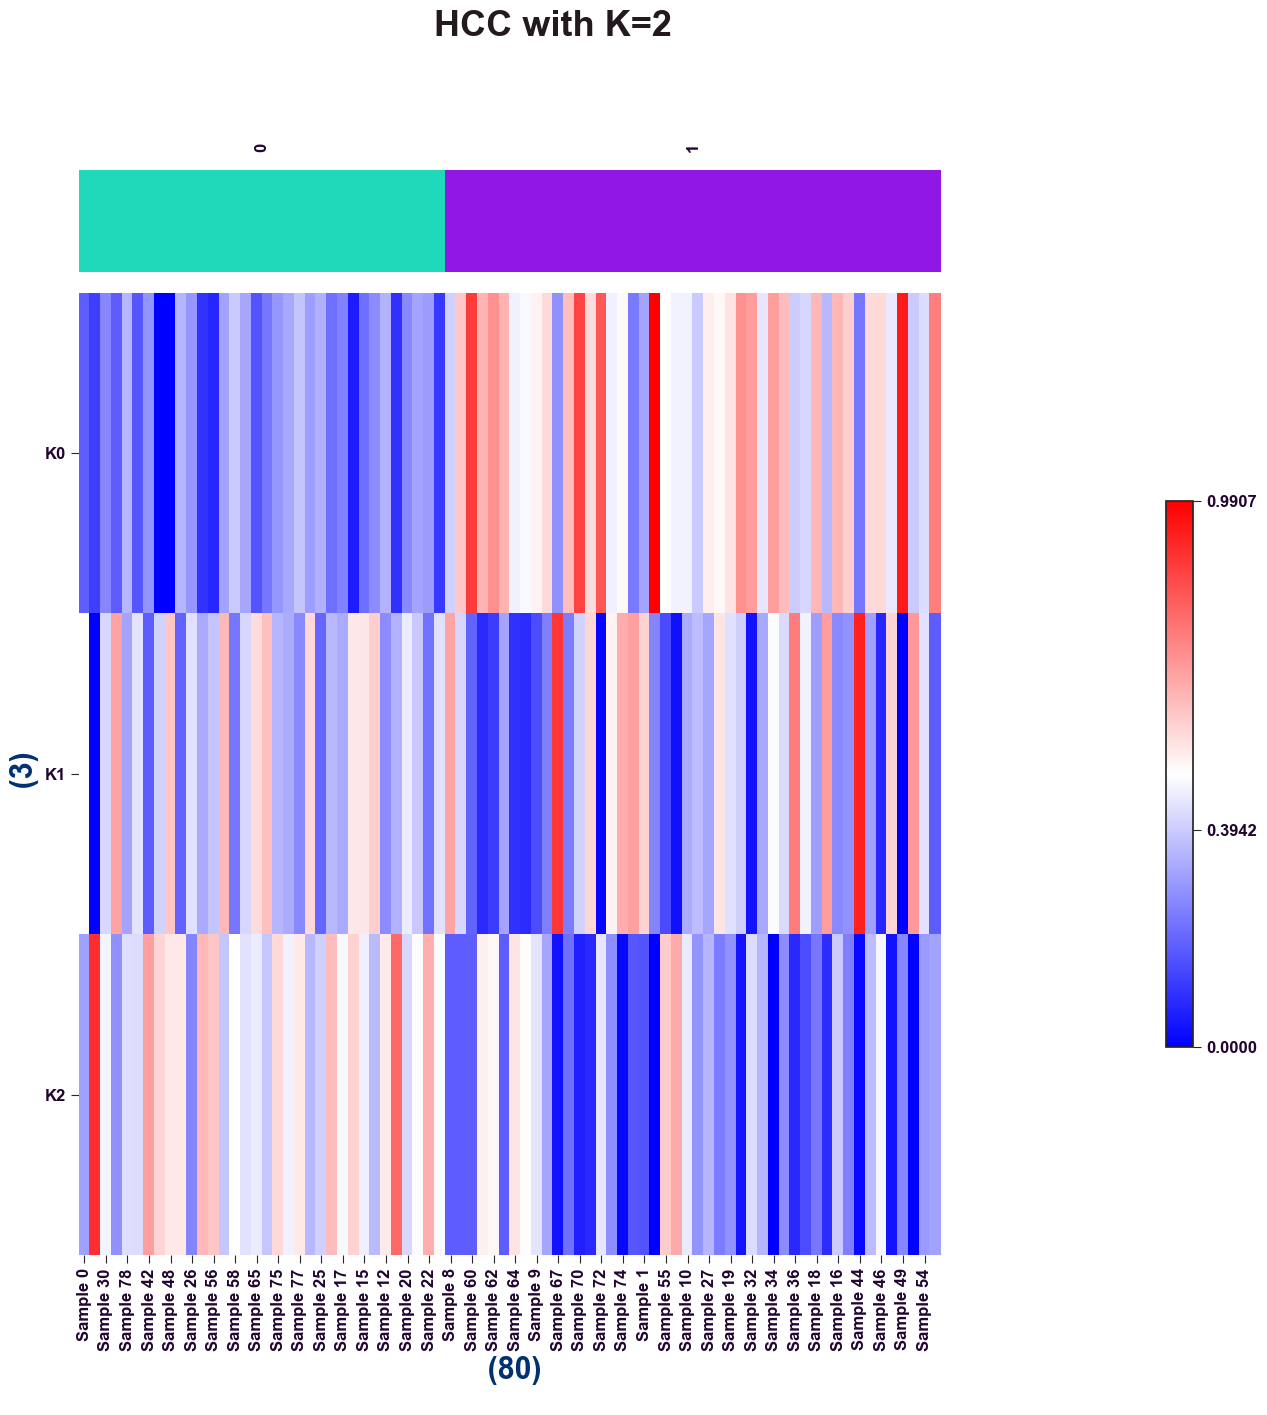 HCC with K=2
0
1
K0
K1
K2
(3)
0.9907
0.3942
0.0000
Sample 0
Sample 30
Sample 78
Sample 42
Sample 48
Sample 26
Sample 56
Sample 58
Sample 65
Sample 75
Sample 77
Sample 25
Sample 17
Sample 15
Sample 12
Sample 20
Sample 22
Sample 8
Sample 60
Sample 62
Sample 64
Sample 9
Sample 67
Sample 70
Sample 72
Sample 74
Sample 1
Sample 55
Sample 10
Sample 27
Sample 19
Sample 32
Sample 34
Sample 36
Sample 18
Sample 16
Sample 44
Sample 46
Sample 49
Sample 54
(80)